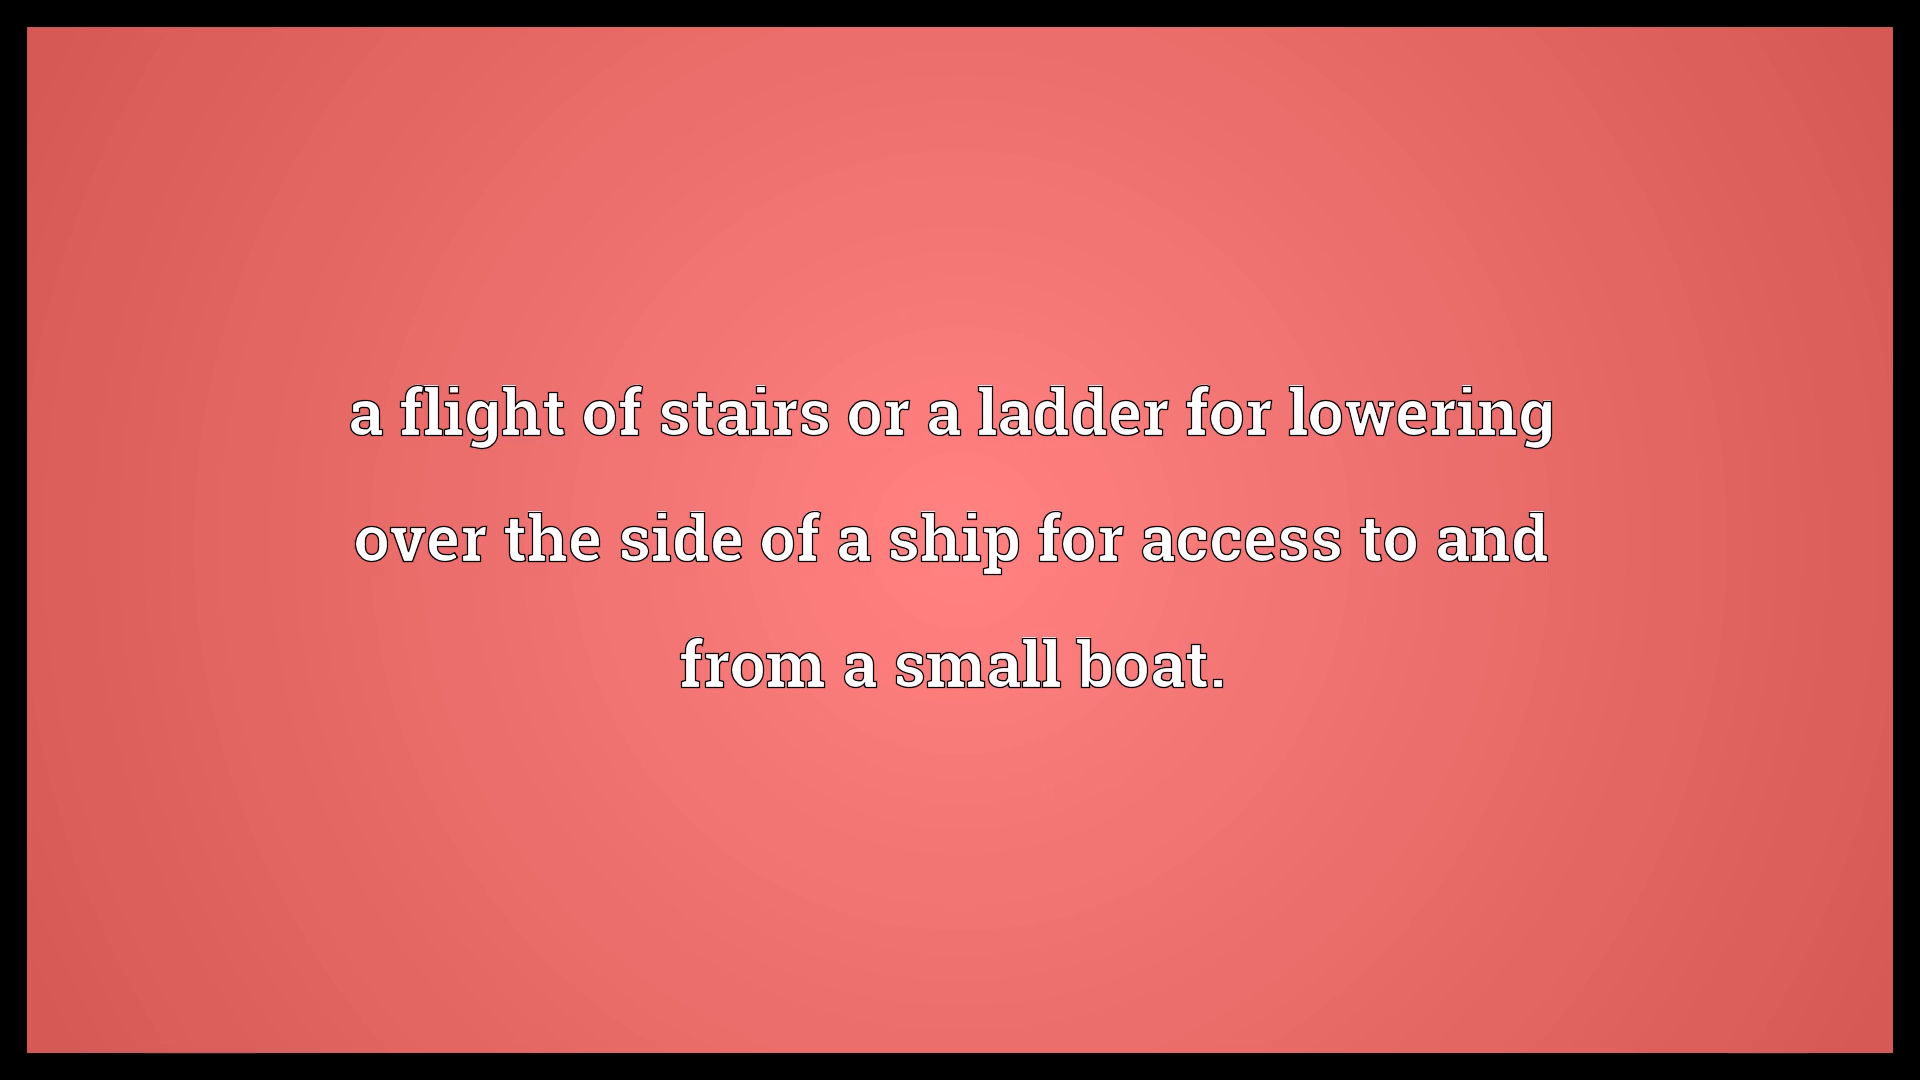 a flight of stairs or a ladder for lowering
over the side of a ship for access to and
from a small boat.